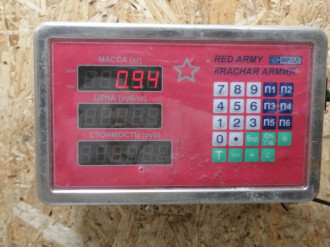 МАССА (кг)
0.94
ЦЕНА (руб/кг)
СТОИМОСТЬ (руб)
RED ARMY
КRАСНАЯ АРМИЯ
7 8 9 П1 П2
4 5 6 П3 П4
1 2 3 П5 П6
0 •
T